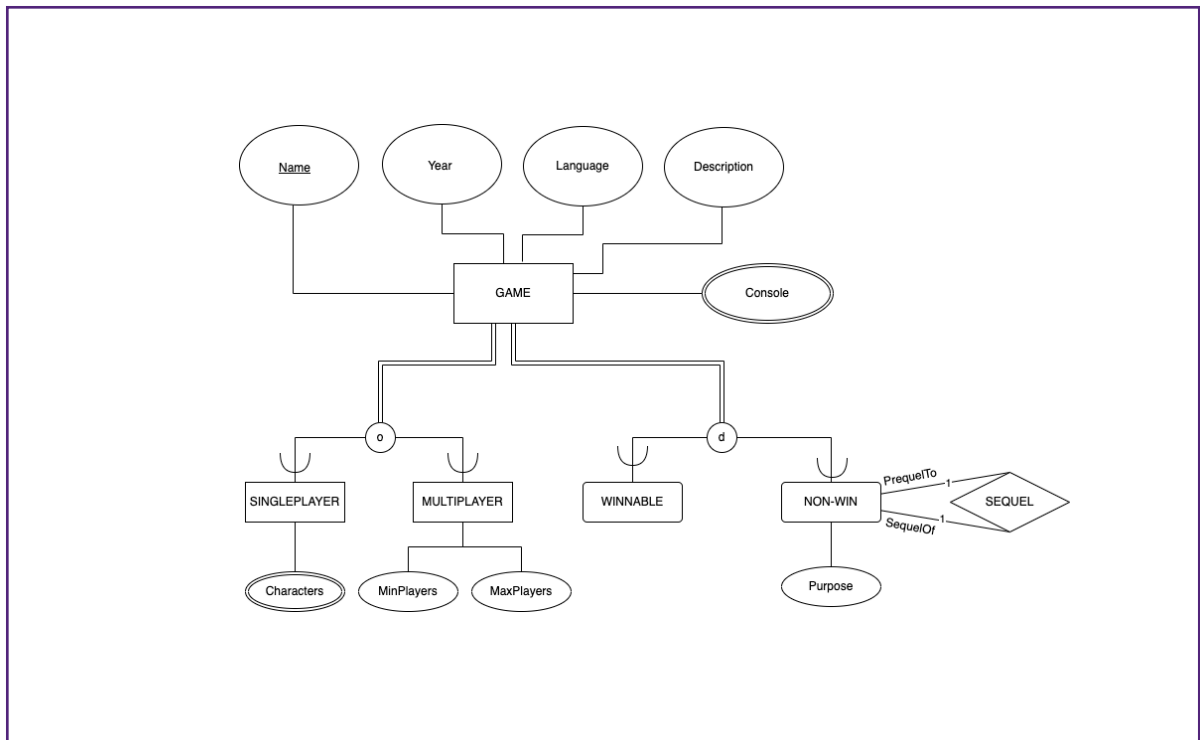 Name
Year
Language
Description
GAME
Console
o
d
SINGLEPLAYER
MULTIPLAYER
WINNABLE
NON-WIN
PrequelTo
1
SEQUEL
1
SequelOf
Characters
MinPlayers
MaxPlayers
Purpose